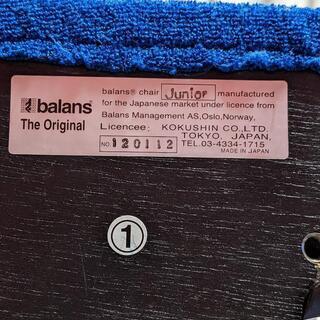 balans
The Original
balans® chair Junior manufactured
for the Japanese market under licence from
Balans Management AS,Oslo,Norway,
Licencee: KOKUSHIN CO.,LTD.
TOKYO, JAPAN,
NO. 120112 TEL.03-4334-1715
MADE IN JAPAN
1